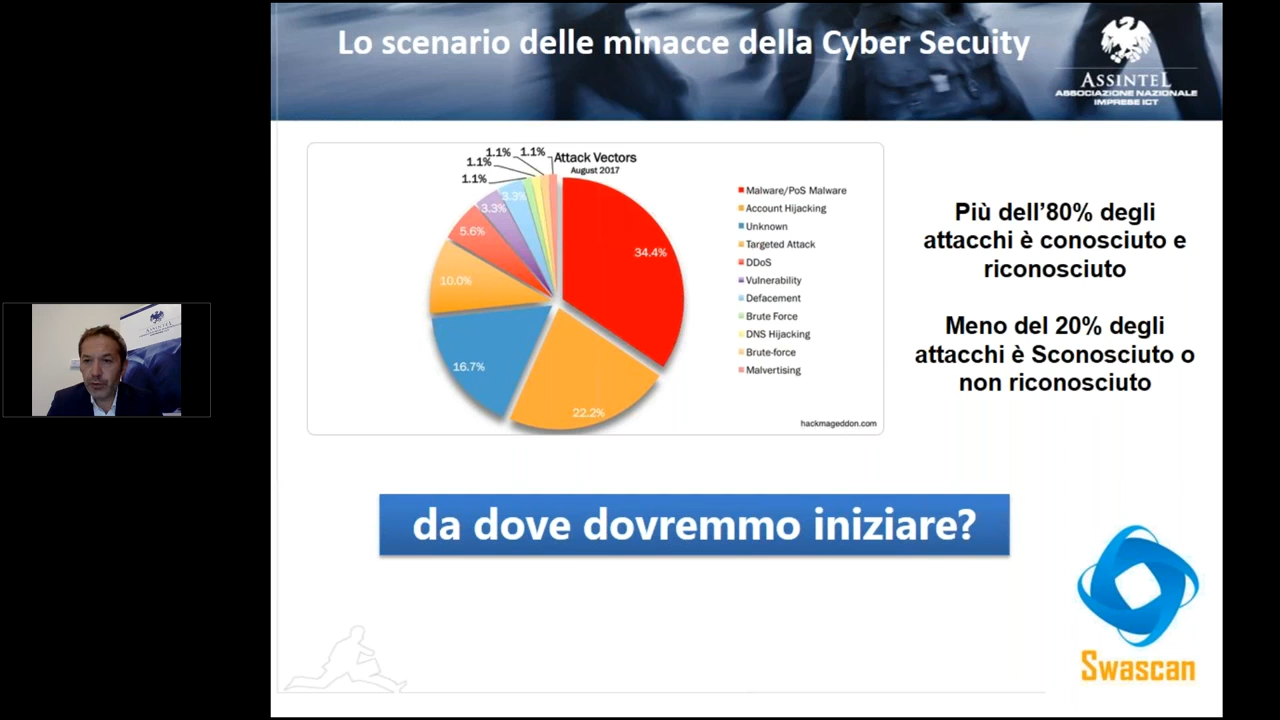 Lo scenario delle minacce della Cyber Secuity
ASSINTEL
ASSOCIAZIONE NAZIONALE
IMPRESE ICT
Attack Vectors
August 2017
1.1%
1.1%
1.1%
1.1%
3.3%
3.3%
5.6%
10.0%
16.7%
22.2%
34.4%
Malware/PoS Malware
Account Hijacking
Unknown
Targeted Attack
DDoS
Vulnerability
Defacement
Brute Force
DNS Hijacking
Brute-force
Malvertising
hackmageddon.com
Più dell’80% degli
attacchi è conosciuto e
riconosciuto
Meno del 20% degli
attacchi è Sconosciuto o
non riconosciuto
da dove dovremmo iniziare?
Swascan